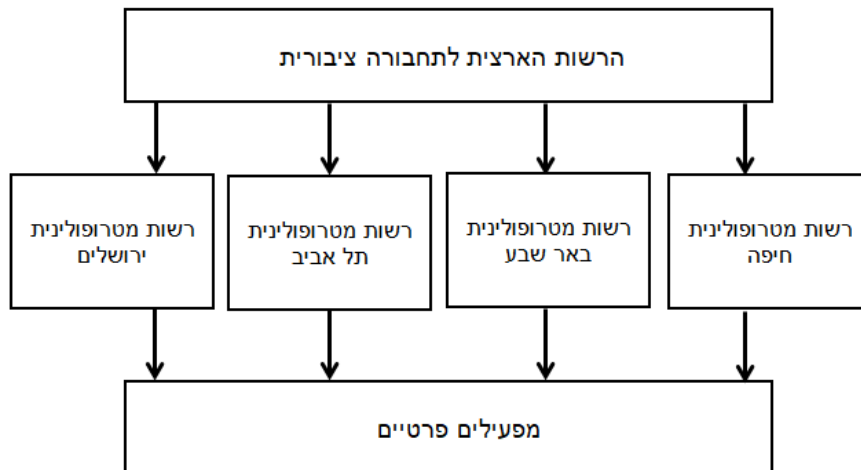 הרשות הארצית לתחבורה ציבורית
רשות מטרופולינית
חיפה
רשות מטרופולינית
באר שבע
רשות מטרופולינית
תל אביב
רשות מטרופולינית
ירושלים
מפעילים פרטיים